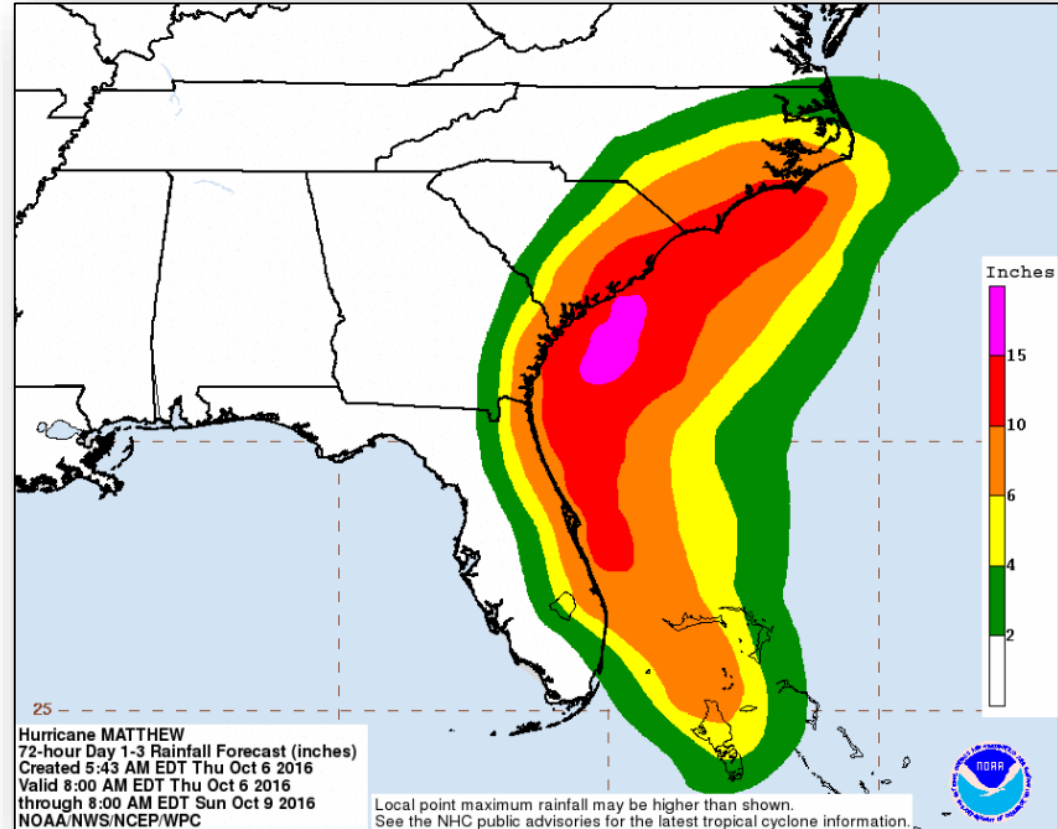 Inches
15
10
6
4
2
25
Hurricane MATTHEW
72-hour Day 1-3 Rainfall Forecast (inches)
Created 5:43 AM EDT Thu Oct 6 2016
Valid 8:00 AM EDT Thu Oct 6 2016
through 8:00 AM EDT Sun Oct 9 2016
NOAA/NWS/NCEP/WPC
Local point maximum rainfall may be higher than shown.
See the NHC public advisories for the latest tropical cyclone information.
NOAA